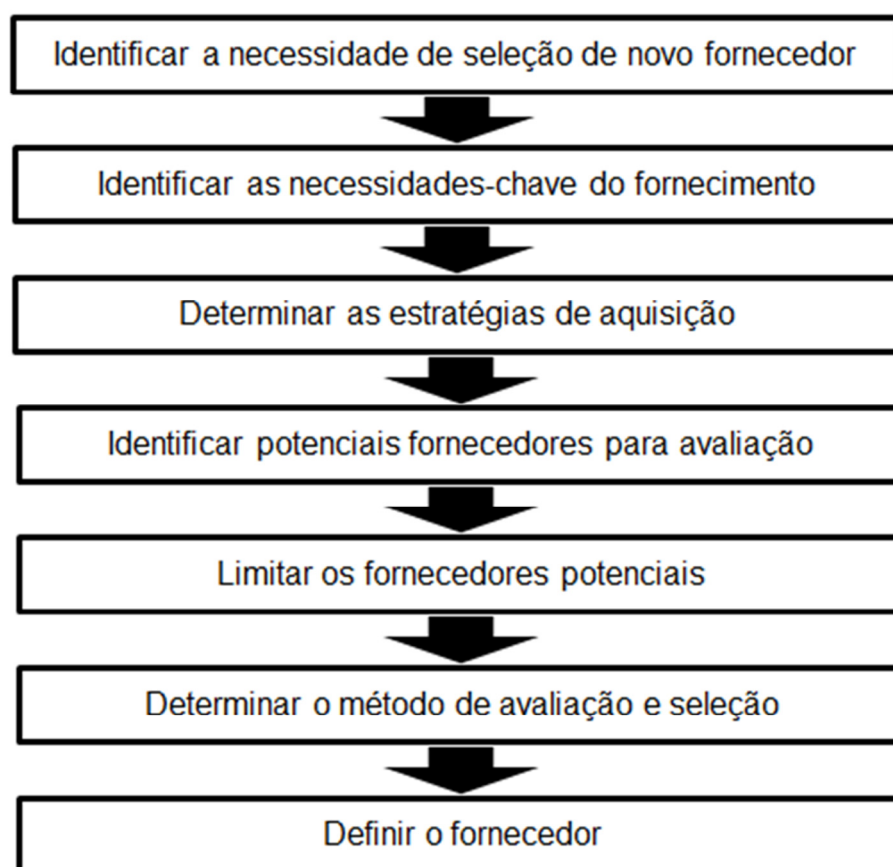 Identificar a necessidade de seleção de novo fornecedor
Identificar as necessidades-chave do fornecimento
Determinar as estratégias de aquisição
Identificar potenciais fornecedores para avaliação
Limitar os fornecedores potenciais
Determinar o método de avaliação e seleção
Definir o fornecedor